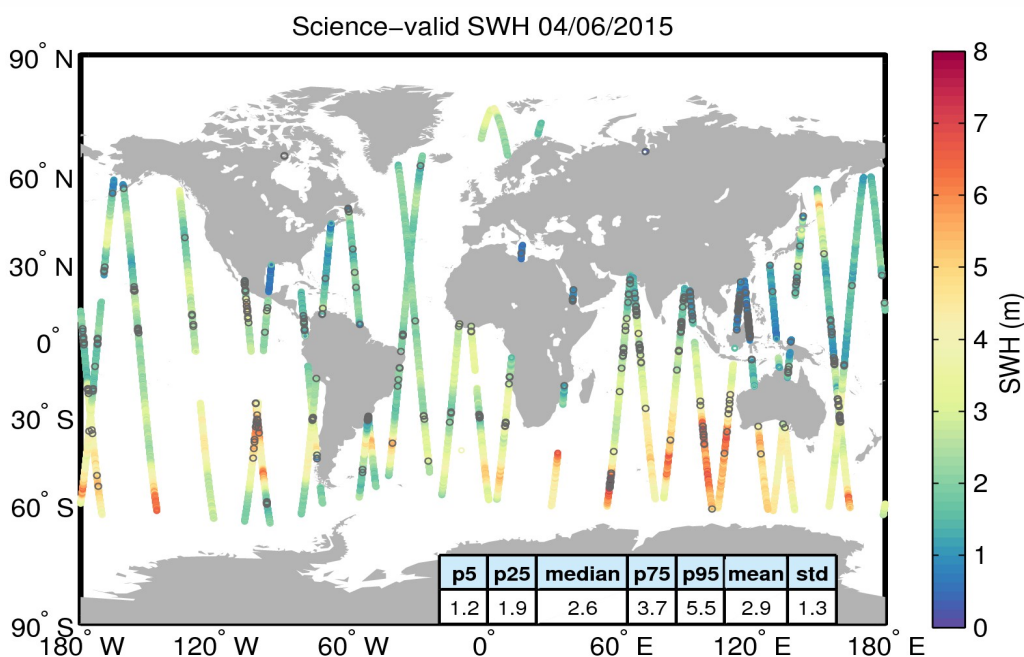 Science−valid SWH 04/06/2015
90° N
60° N
30° N
0°
30° S
60° S
90° S
180° W
120° W
60° W
0°
60° E
120° E
180° E
p5 p25 median p75 p95 mean std
1.2 1.9 2.6 3.7 5.5 2.9 1.3
8
7
6
5
4
3
2
1
0
SWH (m)